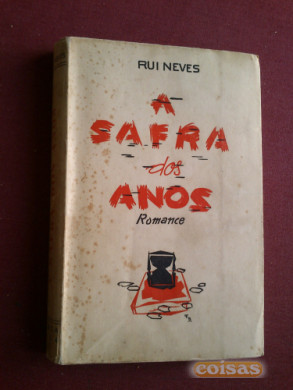 RUI NEVES
A
SAFRA
dos
ANOS
Romance
coisas